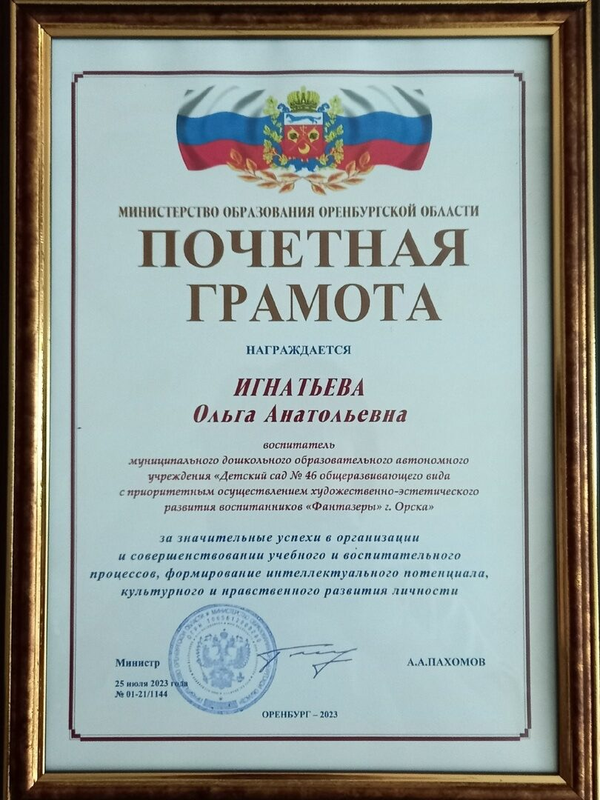 МИНИСТЕРСТВО ОБРАЗОВАНИЯ ОРЕНБУРГСКОЙ ОБЛАСТИ
ПОЧЕТНАЯ
ГРАМОТА
НАГРАЖДАЕТСЯ
ИГНАТЬЕВА
Ольга Анатольевна
воспитатель
муниципального дошкольного образовательного автономного
учреждения «Детский сад № 46 общеразвивающего вида
с приоритетным осуществлением художественно-эстетического
развития воспитанников «Фантазеры» г. Орска»
за значительные успехи в организации
и совершенствовании учебного и воспитательного
процессов, формирование интеллектуального потенциала,
культурного и нравственного развития личности
Министр
А.А.ПАХОМОВ
25 июля 2023 года
№ 01-21/1144
ОРЕНБУРГ – 2023